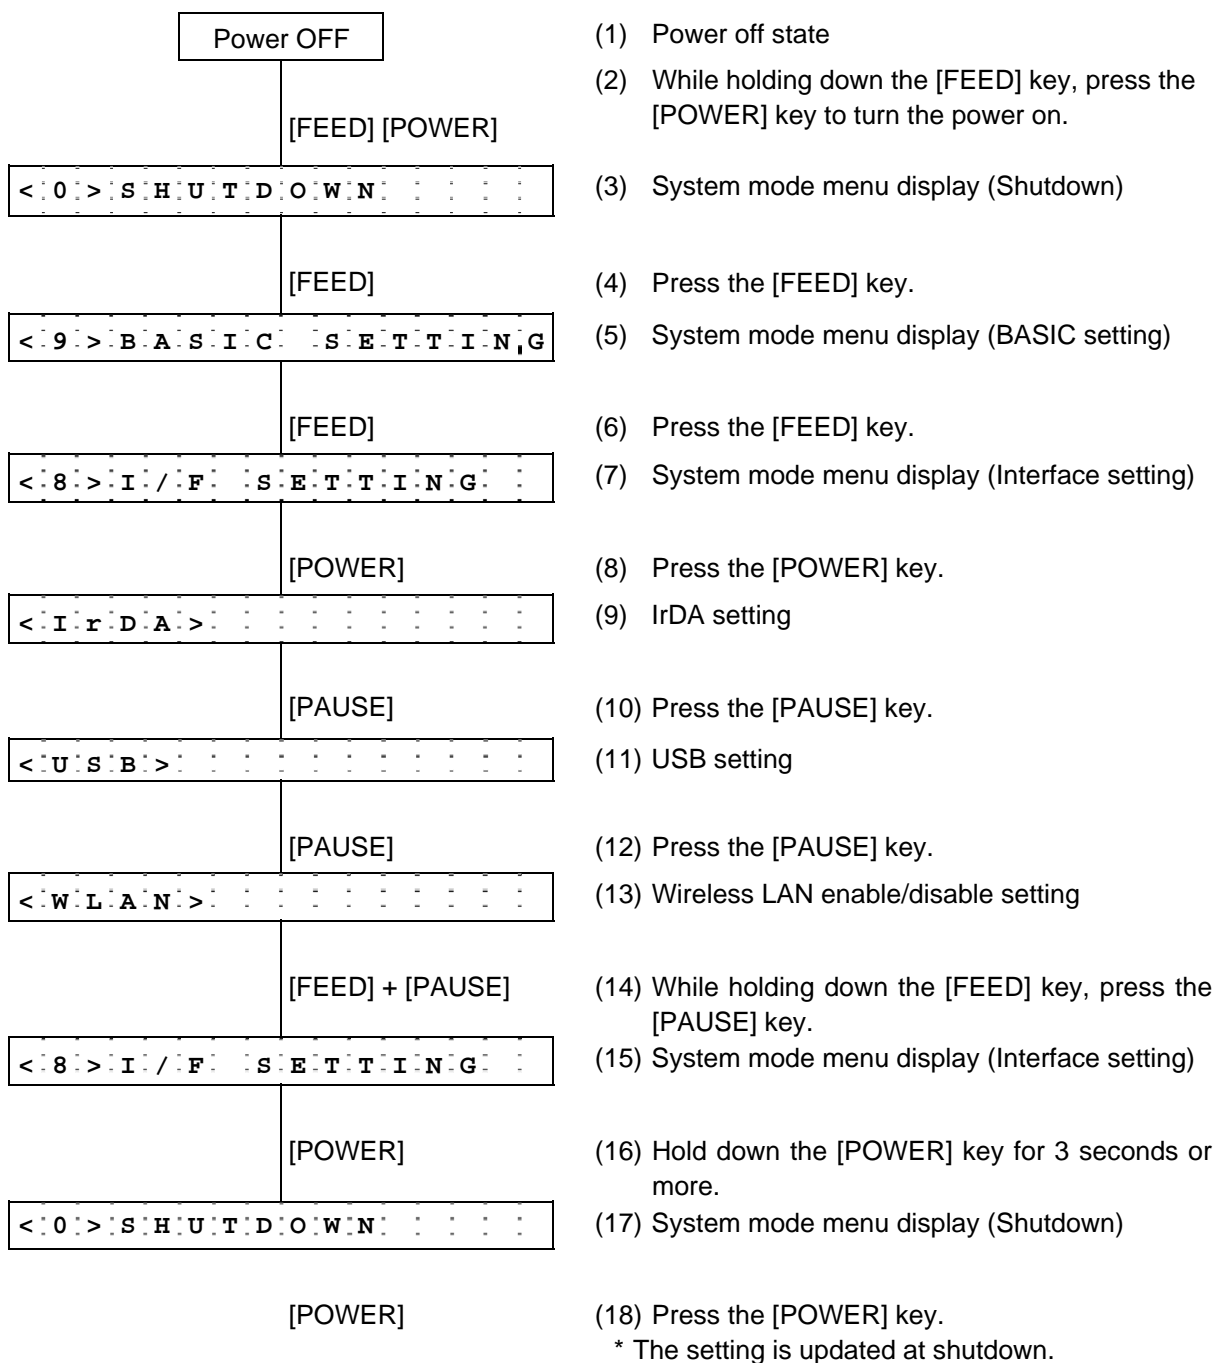 Power OFF
(1) Power off state
[FEED] [POWER]
(2) While holding down the [FEED] key, press the
[POWER] key to turn the power on.
<0>SHUTDOWN
(3) System mode menu display (Shutdown)
[FEED]
(4) Press the [FEED] key.
<9>BASIC SETTING
(5) System mode menu display (BASIC setting)
[FEED]
(6) Press the [FEED] key.
<8>I/F SETTING
(7) System mode menu display (Interface setting)
[POWER]
(8) Press the [POWER] key.
<IrDA>
(9) IrDA setting
[PAUSE]
(10) Press the [PAUSE] key.
<USB>
(11) USB setting
[PAUSE]
(12) Press the [PAUSE] key.
<WLAN>
(13) Wireless LAN enable/disable setting
[FEED] + [PAUSE]
(14) While holding down the [FEED] key, press the
[PAUSE] key.
<8>I/F SETTING
(15) System mode menu display (Interface setting)
[POWER]
(16) Hold down the [POWER] key for 3 seconds or
more.
<0>SHUTDOWN
(17) System mode menu display (Shutdown)
[POWER]
(18) Press the [POWER] key.
* The setting is updated at shutdown.